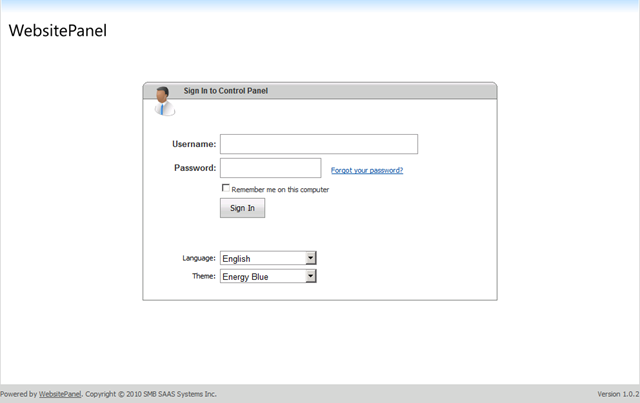 WebsitePanel
Sign In to Control Panel
Username:
Password: Forgot your password?
Remember me on this computer
Sign In
Language: English
Theme: Energy Blue
Powered by WebsitePanel. Copyright © 2010 SMB SAAS Systems Inc. Version 1.0.2